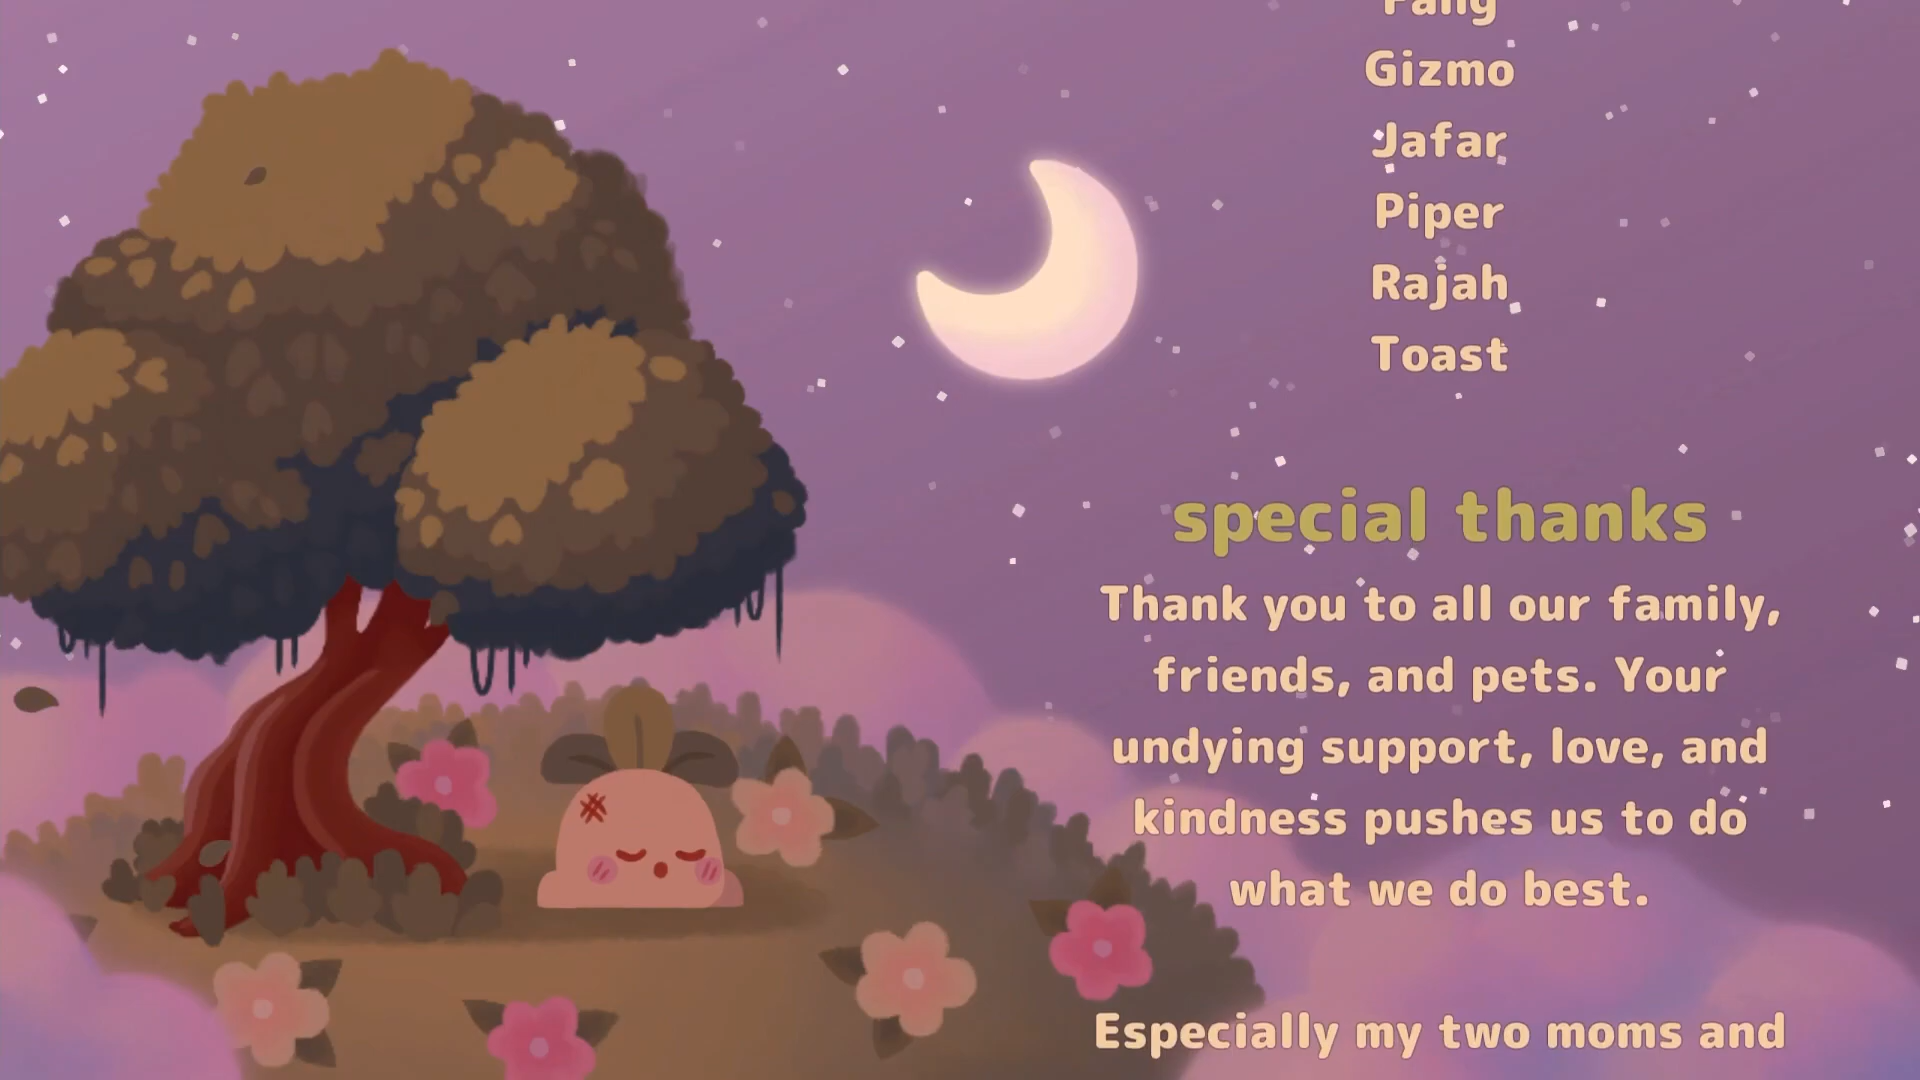 Fang
Gizmo
Jafar
Piper
Rajah
Toast
special thanks
Thank you to all our family,
friends, and pets. Your
undying support, love, and
kindness pushes us to do
what we do best.
Especially my two moms and